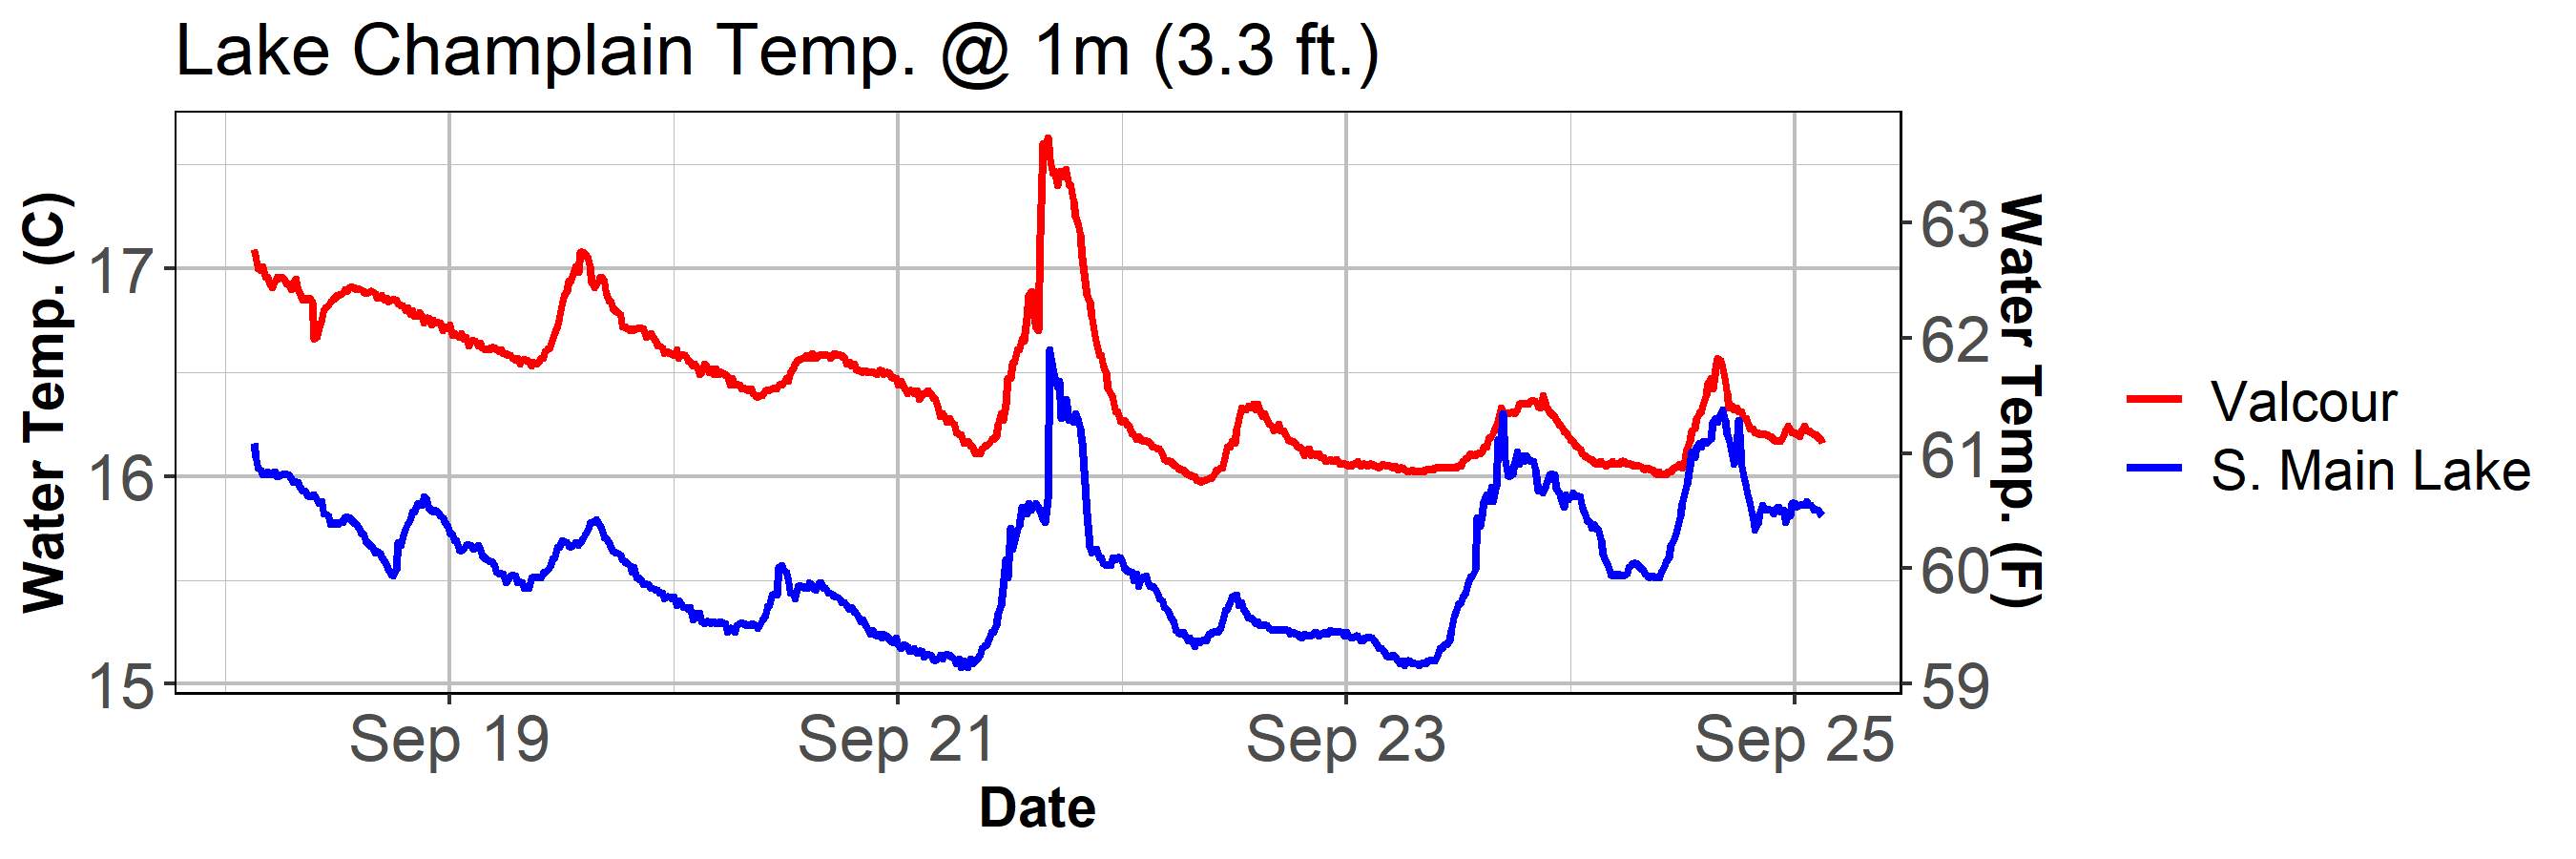 Lake Champlain Temp. @ 1m (3.3 ft.)
Water Temp. (C)
17
16
15
63
62
61
60
59
Water Temp. (F)
Sep 19
Sep 21
Sep 23
Sep 25
Date
Valcour
S. Main Lake